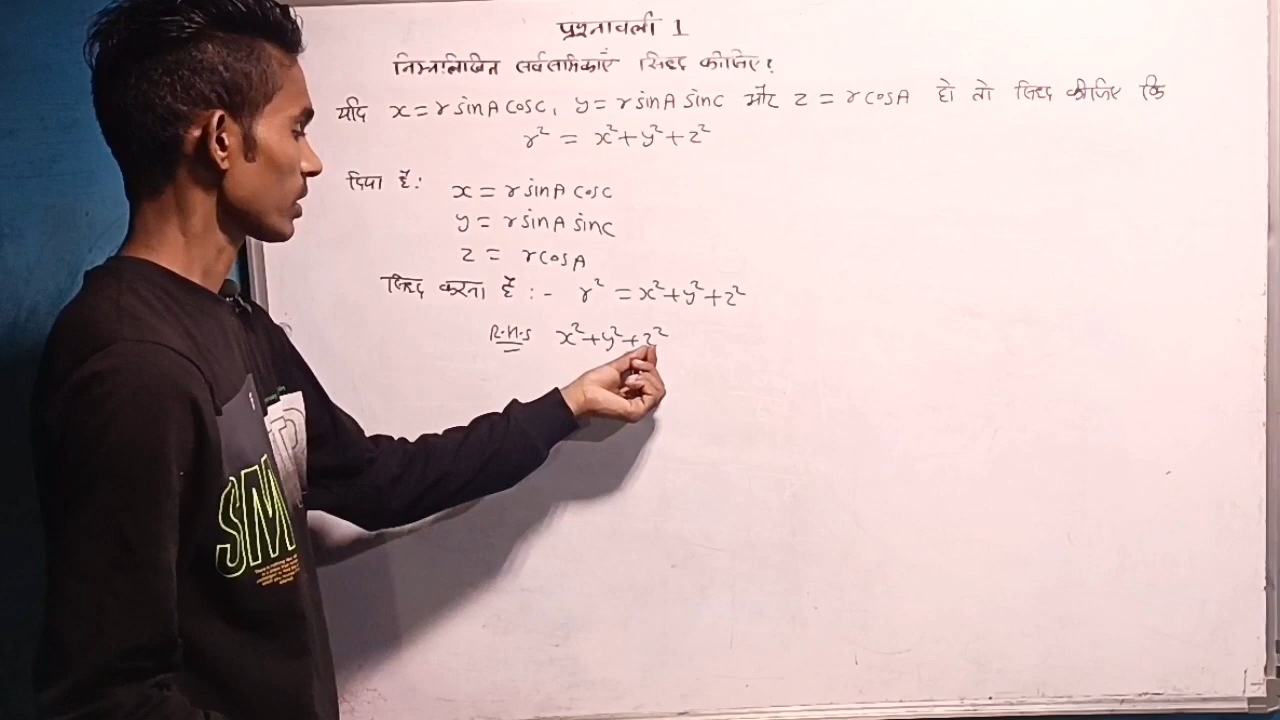 प्रश्नावली 1
निम्नलिखित सर्वसमिकाएँ सिद्ध कीजिए?
यदि x = r sinA cosC, y = r sinA sinC और z = r cosA हो तो सिद्ध कीजिए कि
r² = x² + y² + z²
दिया है:
x = r sinA cosC
y = r sinA sinC
z = r cosA
सिद्ध करना है :- r² = x² + y² + z²
R.H.S x² + y² + z²
SM